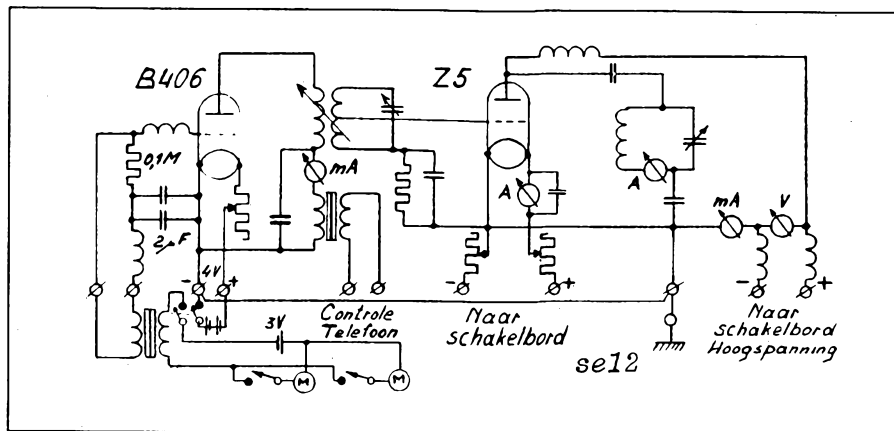 B406
Z5
0,1M
mA
A
A
mA
V
2μF
4V
-
+
-
+
-
+
3V
Controle
Telefoon
Naar
schakelbord
Naar
schakelbord
Hoogspanning
M
M
se12